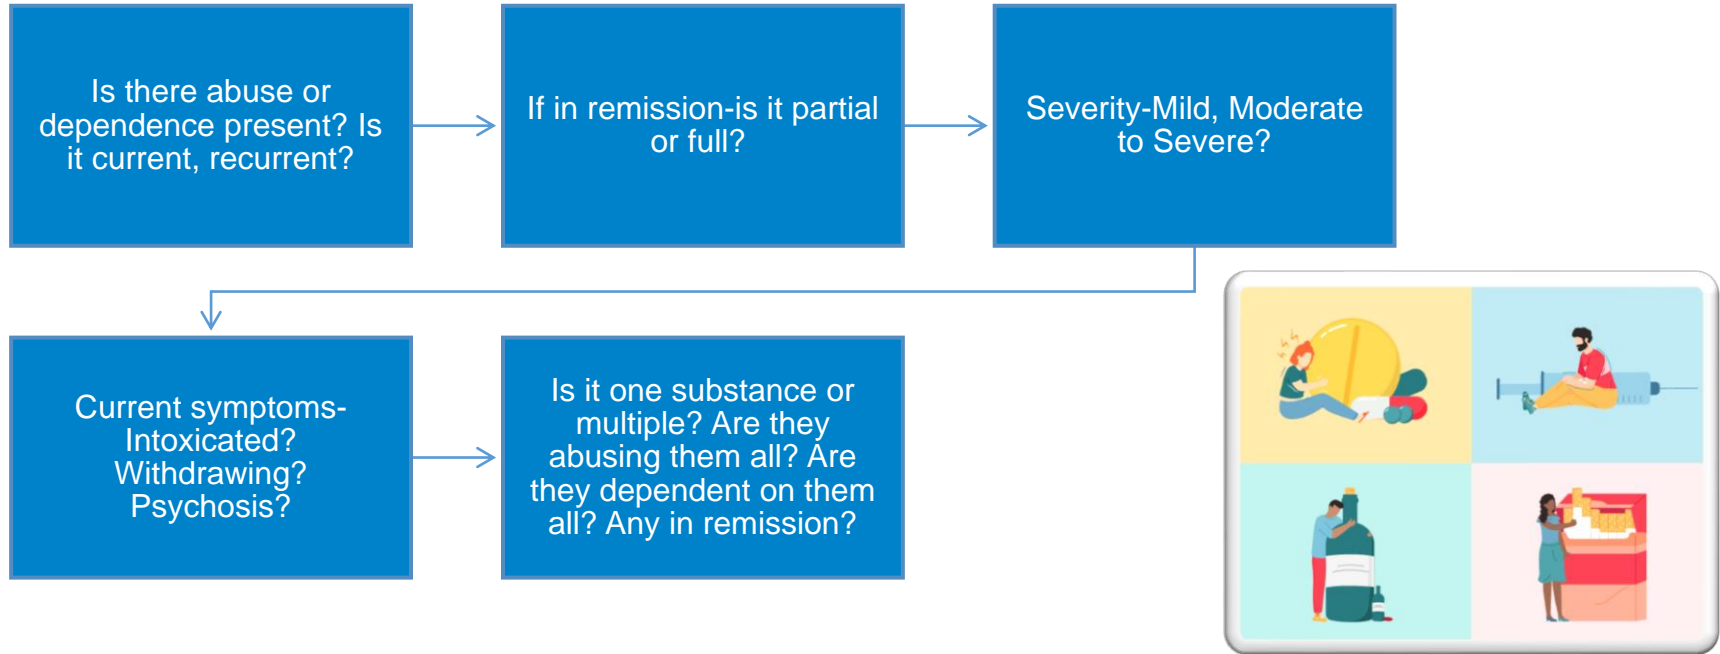 Is there abuse or
dependence present? Is
it current, recurrent?
If in remission-is it partial
or full?
Severity-Mild, Moderate
to Severe?
Current symptoms-
Intoxicated?
Withdrawing?
Psychosis?
Is it one substance or
multiple? Are they
abusing them all? Are
they dependent on them
all? Any in remission?